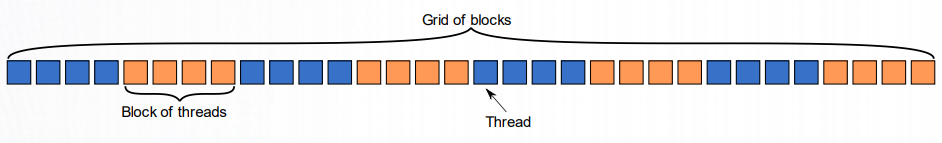 Grid of blocks
Block of threads
Thread